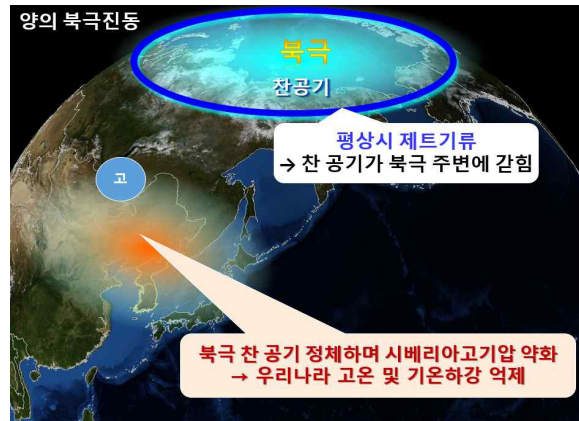 양의 북극진동
북극
찬공기
평상시 제트기류
→ 찬 공기가 북극 주변에 갇힘
고
북극 찬 공기 정체하며 시베리아고기압 약화
→ 우리나라 고온 및 기온하강 억제